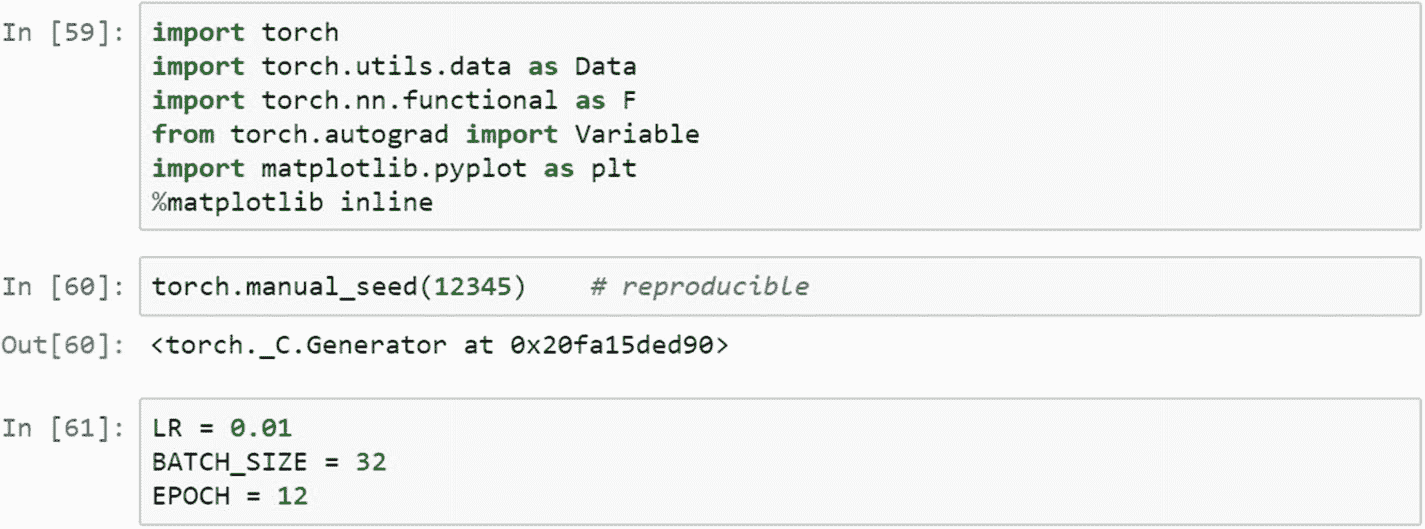 In [59]: import torch
import torch.utils.data as Data
import torch.nn.functional as F
from torch.autograd import Variable
import matplotlib.pyplot as plt
%matplotlib inline
In [60]: torch.manual_seed(12345)    # reproducible
Out[60]: <torch._C.Generator at 0x20fa15ded90>
In [61]: LR = 0.01
BATCH_SIZE = 32
EPOCH = 12